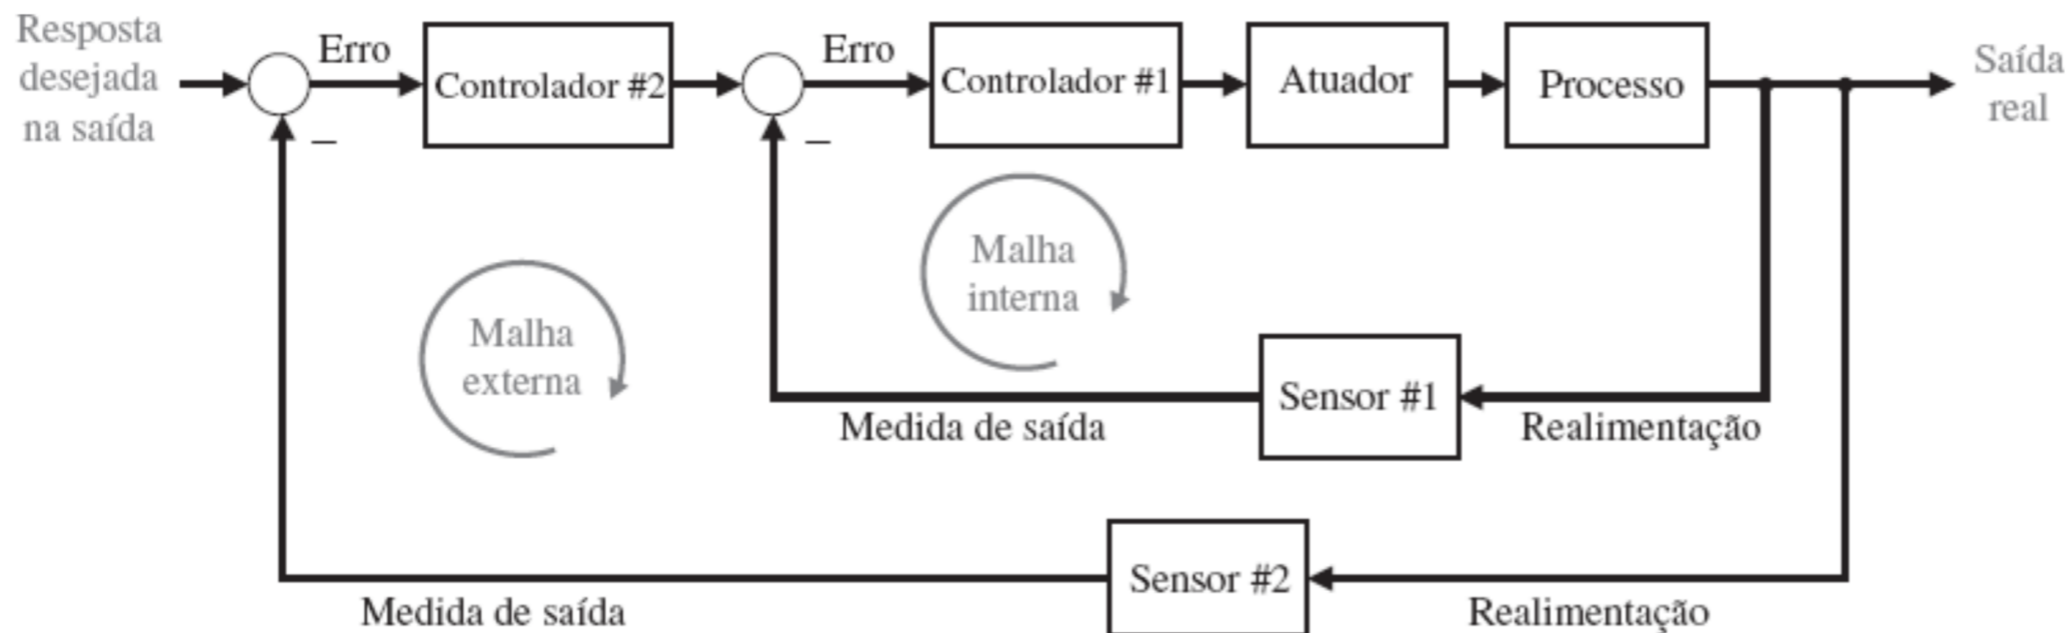 Resposta
desejada
na saída
Erro
Controlador #2
Erro
Controlador #1
Atuador
Processo
Saída
real
–
–
Malha
interna
Malha
externa
Sensor #1
Medida de saída
Realimentação
Sensor #2
Medida de saída
Realimentação